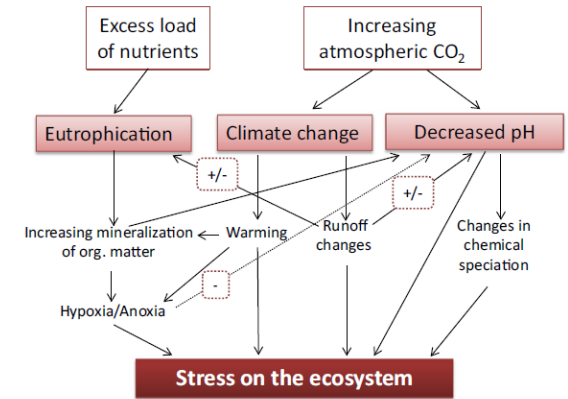 Excess load
of nutrients
Increasing
atmospheric CO₂
Eutrophication
Climate change
Decreased pH
+/-
+/-
Increasing mineralization
of org. matter
Warming
Runoff
changes
Changes in
chemical
speciation
-
Hypoxia/Anoxia
Stress on the ecosystem